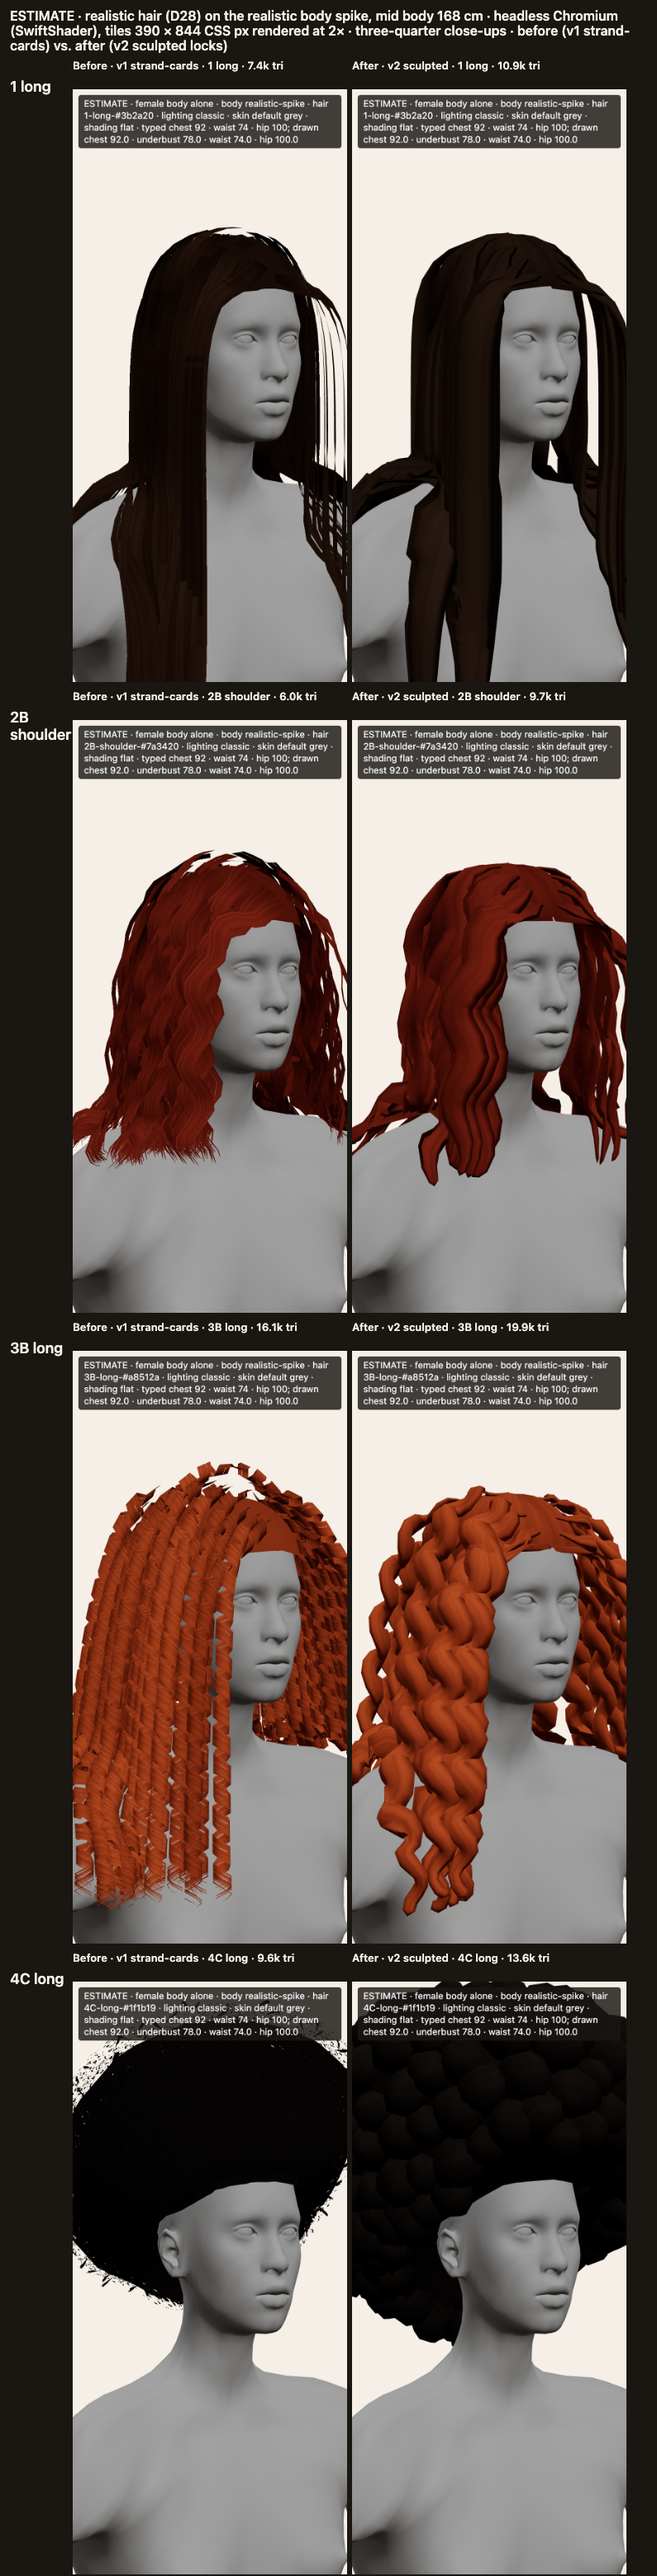 ESTIMATE · realistic hair (D28) on the realistic body spike, mid body 168 cm · headless Chromium
(SwiftShader), tiles 390 × 844 CSS px rendered at 2× · three-quarter close-ups · before (v1 strand-
cards) vs. after (v2 sculpted locks)
Before · v1 strand-cards · 1 long · 7.4k tri
After · v2 sculpted · 1 long · 10.9k tri
1 long
ESTIMATE · female body alone · body realistic-spike · hair
1-long-#3b2a20 · lighting classic · skin default grey ·
shading flat · typed chest 92 · waist 74 · hip 100; drawn
chest 92.0 · underbust 78.0 · waist 74.0 · hip 100.0
ESTIMATE · female body alone · body realistic-spike · hair
1-long-#3b2a20 · lighting classic · skin default grey ·
shading flat · typed chest 92 · waist 74 · hip 100; drawn
chest 92.0 · underbust 78.0 · waist 74.0 · hip 100.0
Before · v1 strand-cards · 2B shoulder · 6.0k tri
After · v2 sculpted · 2B shoulder · 9.7k tri
2B
shoulder
ESTIMATE · female body alone · body realistic-spike · hair
2B-shoulder-#7a3420 · lighting classic · skin default grey ·
shading flat · typed chest 92 · waist 74 · hip 100; drawn
chest 92.0 · underbust 78.0 · waist 74.0 · hip 100.0
ESTIMATE · female body alone · body realistic-spike · hair
2B-shoulder-#7a3420 · lighting classic · skin default grey ·
shading flat · typed chest 92 · waist 74 · hip 100; drawn
chest 92.0 · underbust 78.0 · waist 74.0 · hip 100.0
Before · v1 strand-cards · 3B long · 16.1k tri
After · v2 sculpted · 3B long · 19.9k tri
3B long
ESTIMATE · female body alone · body realistic-spike · hair
3B-long-#a8512a · lighting classic · skin default grey ·
shading flat · typed chest 92 · waist 74 · hip 100; drawn
chest 92.0 · underbust 78.0 · waist 74.0 · hip 100.0
ESTIMATE · female body alone · body realistic-spike · hair
3B-long-#a8512a · lighting classic · skin default grey ·
shading flat · typed chest 92 · waist 74 · hip 100; drawn
chest 92.0 · underbust 78.0 · waist 74.0 · hip 100.0
Before · v1 strand-cards · 4C long · 9.6k tri
After · v2 sculpted · 4C long · 13.6k tri
4C long
ESTIMATE · female body alone · body realistic-spike · hair
4C-long-#1f1b19 · lighting classic · skin default grey ·
shading flat · typed chest 92 · waist 74 · hip 100; drawn
chest 92.0 · underbust 78.0 · waist 74.0 · hip 100.0
ESTIMATE · female body alone · body realistic-spike · hair
4C-long-#1f1b19 · lighting classic · skin default grey ·
shading flat · typed chest 92 · waist 74 · hip 100; drawn
chest 92.0 · underbust 78.0 · waist 74.0 · hip 100.0